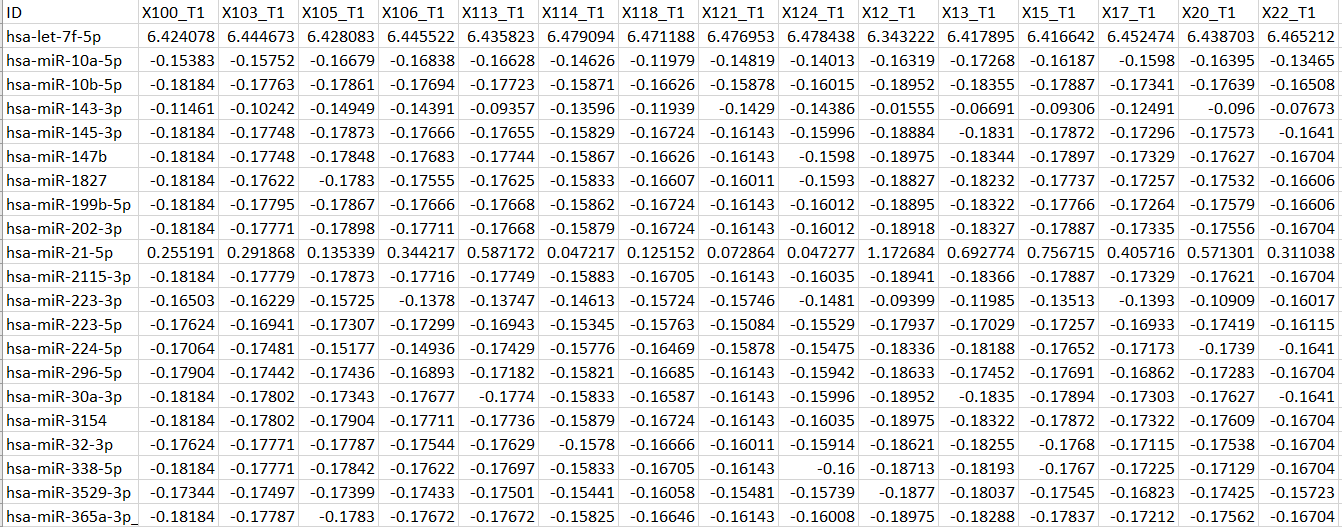 ID X100_T1 X103_T1 X105_T1 X106_T1 X113_T1 X114_T1 X118_T1 X121_T1 X124_T1 X12_T1 X13_T1 X15_T1 X17_T1 X20_T1 X22_T1
hsa-let-7f-5p 6.424078 6.444673 6.428083 6.445522 6.435823 6.479094 6.471188 6.476953 6.478438 6.343222 6.417895 6.416642 6.452474 6.438703 6.465212
hsa-miR-10a-5p -0.15383 -0.15752 -0.16679 -0.16838 -0.16628 -0.14626 -0.11979 -0.14819 -0.14013 -0.16319 -0.17268 -0.16187 -0.1598 -0.16395 -0.13465
hsa-miR-10b-5p -0.18184 -0.17763 -0.17861 -0.17694 -0.17723 -0.15871 -0.16626 -0.15878 -0.16015 -0.18952 -0.18355 -0.17887 -0.17341 -0.17639 -0.16508
hsa-miR-143-3p -0.11461 -0.10242 -0.14949 -0.14391 -0.09357 -0.13596 -0.11939 -0.1429 -0.14386 -0.01555 -0.06691 -0.09306 -0.12491 -0.096 -0.07673
hsa-miR-145-3p -0.18184 -0.17748 -0.17873 -0.17666 -0.17655 -0.15829 -0.16724 -0.16143 -0.15996 -0.18884 -0.1831 -0.17872 -0.17296 -0.17573 -0.1641
hsa-miR-147b -0.18184 -0.17748 -0.17848 -0.17683 -0.17744 -0.15867 -0.16626 -0.16143 -0.1598 -0.18975 -0.18344 -0.17897 -0.17329 -0.17627 -0.16704
hsa-miR-1827 -0.18184 -0.17622 -0.1783 -0.17555 -0.17625 -0.15833 -0.16607 -0.16011 -0.1593 -0.18827 -0.18232 -0.17737 -0.17257 -0.17532 -0.16606
hsa-miR-199b-5p -0.18184 -0.17795 -0.17867 -0.17666 -0.17668 -0.15862 -0.16724 -0.16143 -0.16012 -0.18895 -0.18322 -0.17766 -0.17264 -0.17579 -0.16606
hsa-miR-202-3p -0.18184 -0.17771 -0.17898 -0.17711 -0.17668 -0.15879 -0.16724 -0.16143 -0.16012 -0.18918 -0.18327 -0.17887 -0.17335 -0.17556 -0.16704
hsa-miR-21-5p 0.255191 0.291868 0.135339 0.344217 0.587172 0.047217 0.125152 0.072864 0.047277 1.172684 0.692774 0.756715 0.405716 0.571301 0.311038
hsa-miR-2115-3p -0.18184 -0.17779 -0.17873 -0.17716 -0.17749 -0.15883 -0.16705 -0.16143 -0.16035 -0.18941 -0.18366 -0.17887 -0.17329 -0.17621 -0.16704
hsa-miR-223-3p -0.16503 -0.16229 -0.15725 -0.1378 -0.13747 -0.14613 -0.15724 -0.15746 -0.1481 -0.09399 -0.11985 -0.13513 -0.1393 -0.10909 -0.16017
hsa-miR-223-5p -0.17624 -0.16941 -0.17307 -0.17299 -0.16943 -0.15345 -0.15763 -0.15084 -0.15529 -0.17937 -0.17029 -0.17257 -0.16933 -0.17419 -0.16115
hsa-miR-224-5p -0.17064 -0.17481 -0.15177 -0.14936 -0.17429 -0.15776 -0.16469 -0.15878 -0.15475 -0.18336 -0.18188 -0.17652 -0.17173 -0.1739 -0.1641
hsa-miR-296-5p -0.17904 -0.17442 -0.17436 -0.16893 -0.17182 -0.15821 -0.16685 -0.16143 -0.15942 -0.18633 -0.17452 -0.17691 -0.16862 -0.17283 -0.16704
hsa-miR-30a-3p -0.18184 -0.17802 -0.17343 -0.17677 -0.1774 -0.15833 -0.16587 -0.16143 -0.15996 -0.18952 -0.1835 -0.17894 -0.17303 -0.17627 -0.1641
hsa-miR-3154 -0.18184 -0.17802 -0.17904 -0.17711 -0.17736 -0.15879 -0.16724 -0.16143 -0.16035 -0.18975 -0.18322 -0.17872 -0.17322 -0.17609 -0.16704
hsa-miR-32-3p -0.17624 -0.17771 -0.17787 -0.17544 -0.17629 -0.1578 -0.16666 -0.16011 -0.15914 -0.18621 -0.18255 -0.1768 -0.17115 -0.17538 -0.16704
hsa-miR-338-5p -0.18184 -0.17771 -0.17842 -0.17622 -0.17697 -0.15833 -0.16705 -0.16143 -0.16 -0.18713 -0.18193 -0.1767 -0.17225 -0.17129 -0.16704
hsa-miR-3529-3p -0.17344 -0.17497 -0.17399 -0.17433 -0.17501 -0.15441 -0.16058 -0.15481 -0.15739 -0.1877 -0.18037 -0.17545 -0.16823 -0.17425 -0.15723
hsa-miR-365a-3p_ -0.18184 -0.17787 -0.1783 -0.17672 -0.17672 -0.15825 -0.16646 -0.16143 -0.16008 -0.18975 -0.18288 -0.17837 -0.17212 -0.17562 -0.16704